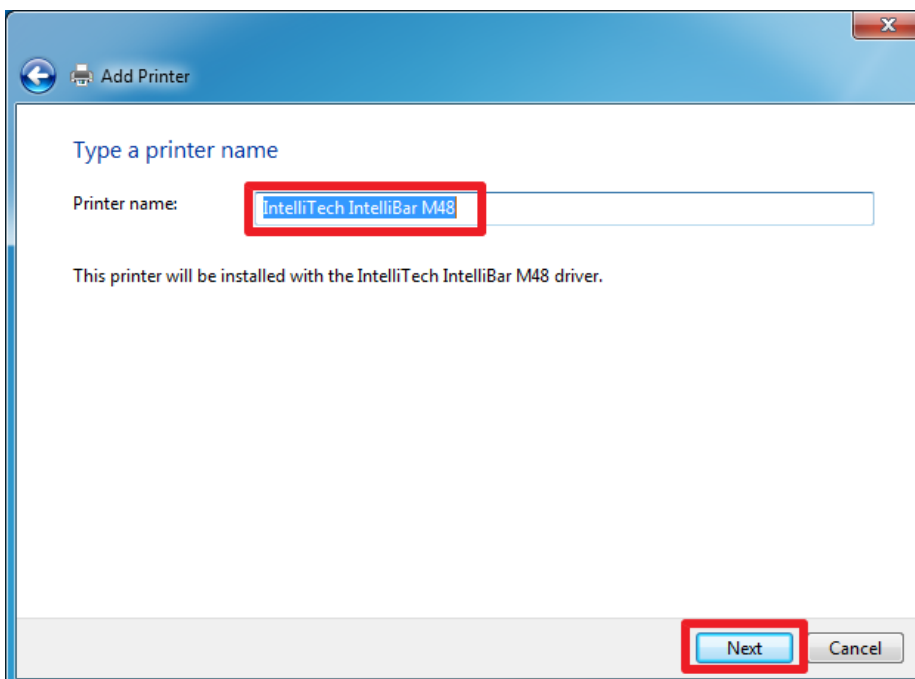 Add Printer
Type a printer name
Printer name: IntelliTech IntelliBar M48
This printer will be installed with the IntelliTech IntelliBar M48 driver.
Next Cancel